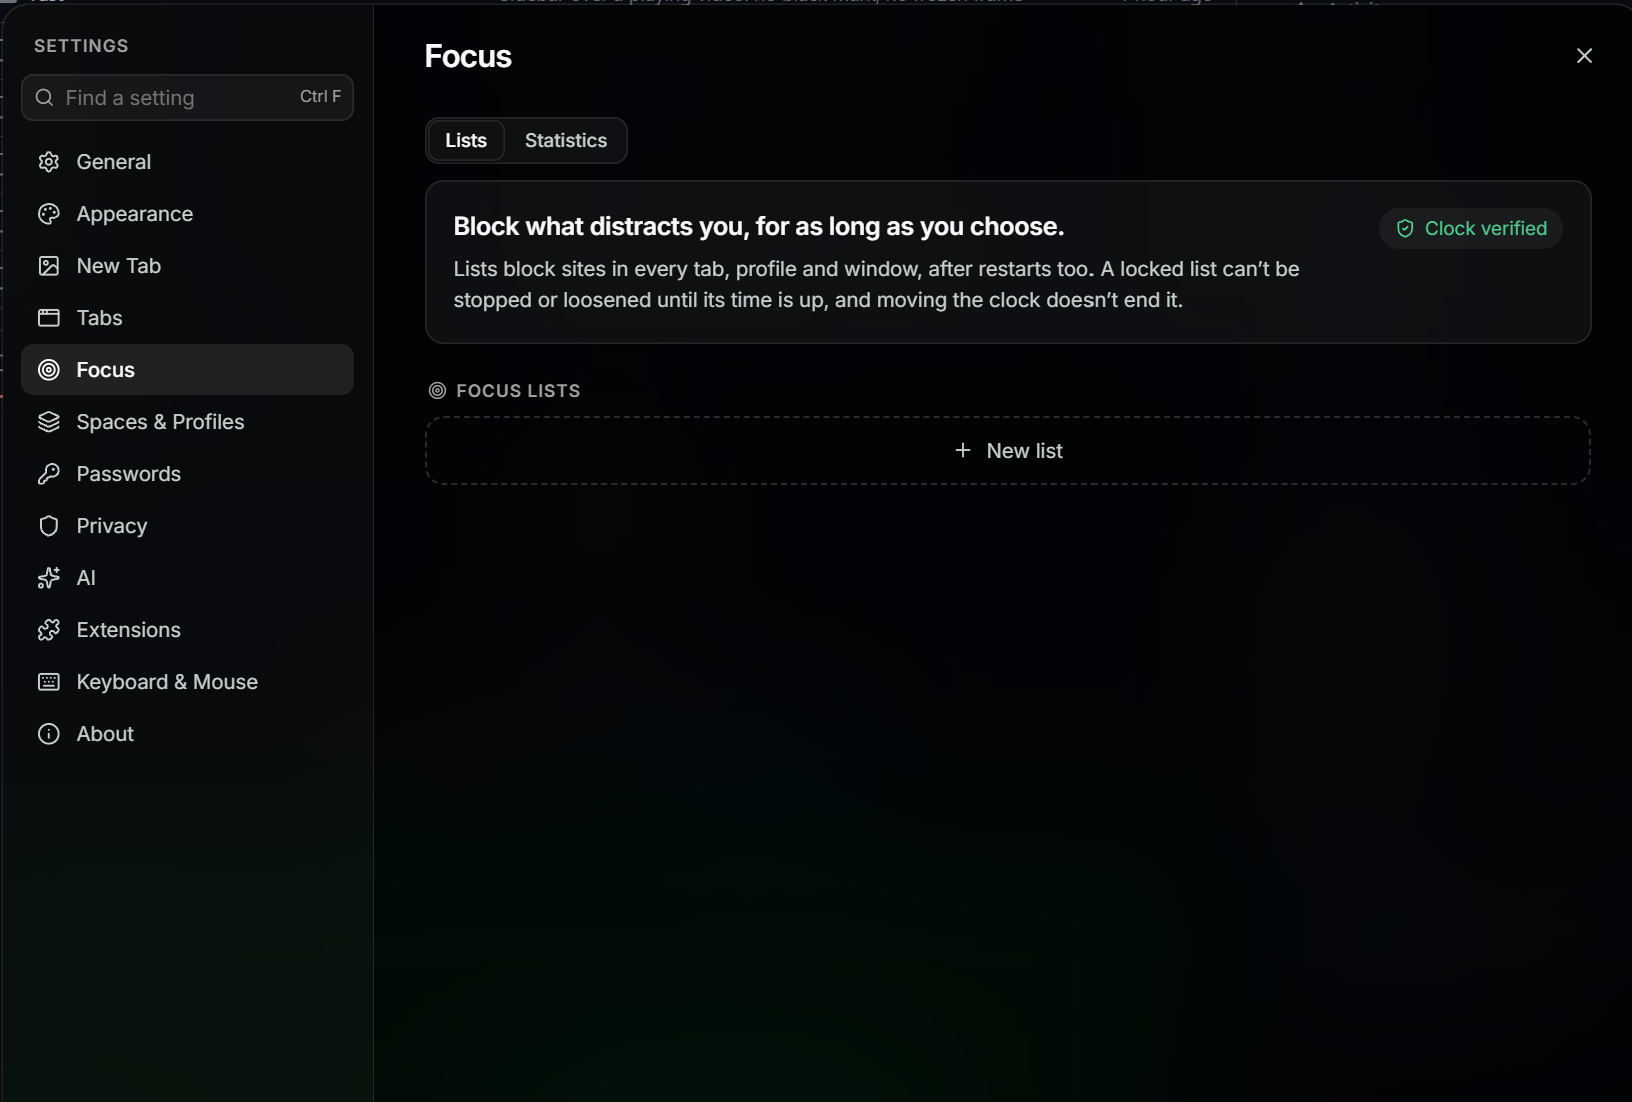 SETTINGS
Find a setting
Ctrl F
General
Appearance
New Tab
Tabs
Focus
Spaces & Profiles
Passwords
Privacy
AI
Extensions
Keyboard & Mouse
About
Focus
Lists
Statistics
Block what distracts you, for as long as you choose.
Clock verified
Lists block sites in every tab, profile and window, after restarts too. A locked list can’t be
stopped or loosened until its time is up, and moving the clock doesn’t end it.
FOCUS LISTS
New list